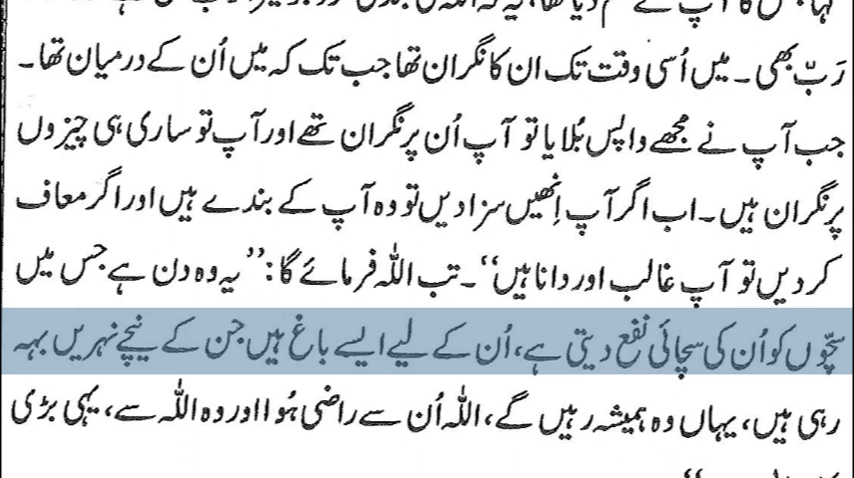 رَبّ بھی ۔ میں اُسی وقت تک ان کا نگران تھا جب تک کہ میں اُن کے درمیان تھا ۔
جب آپ نے مُجھے واپس بُلایا تو آپ اُن پر نگران تھے اور آپ تو ساری ہی چیزوں
پر نگران ہیں ۔ اب اگر آپ اِنھیں سزا دیں تو وہ آپ کے بندے ہیں اور اگر معاف
کر دیں تو آپ غالب اور دانا ہیں‘‘ ۔ تب اللّٰہ فرمائے گا : ’’یہ وہ دن ہے جس میں
سچّوں کو اُن کی سچائی نفع دیتی ہے، اُن کے لیے ایسے باغ ہیں جن کے نیچے نہریں بہہ
رہی ہیں، یہاں وہ ہمیشہ رہیں گے، اللّٰہ اُن سے راضی ہُوا اور وہ اللّٰہ سے، یہی بڑی